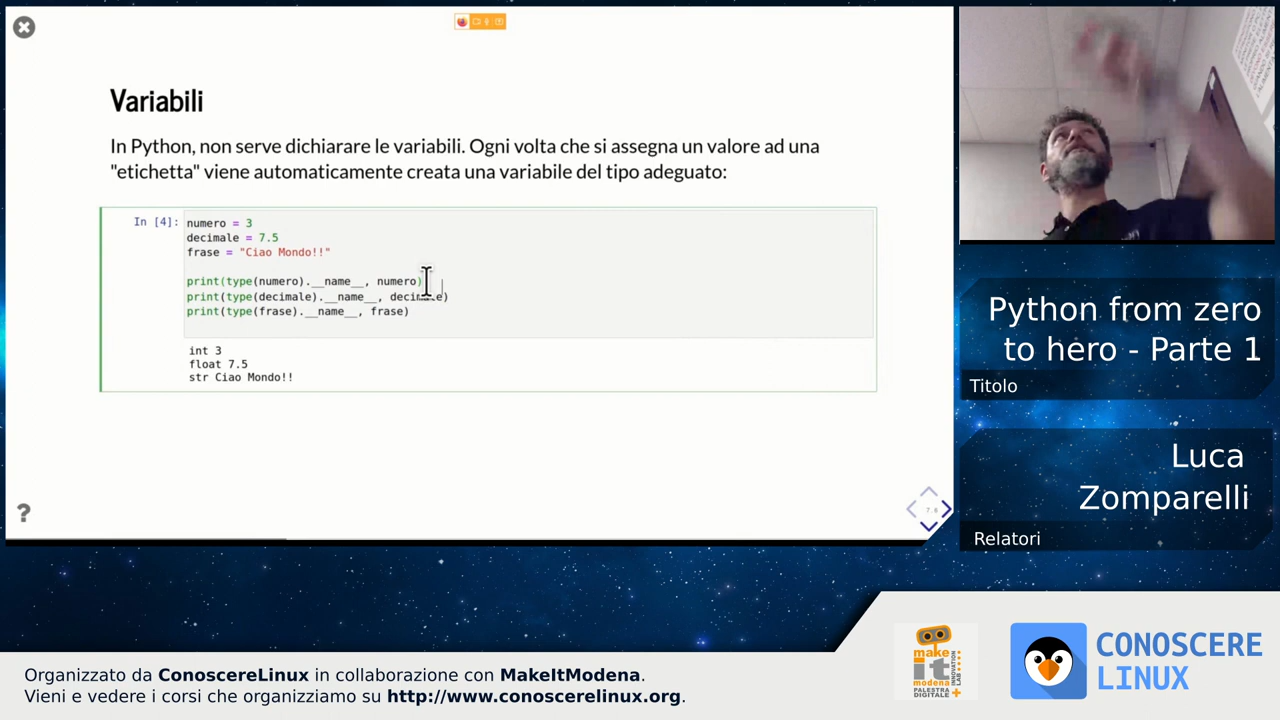 Variabili
In Python, non serve dichiarare le variabili. Ogni volta che si assegna un valore ad una
"etichetta" viene automaticamente creata una variabile del tipo adeguato:
In [4]:
numero = 3
decimale = 7.5
frase = "Ciao Mondo!!"
print(type(numero).__name__, numero)
print(type(decimale).__name__, decimale)
print(type(frase).__name__, frase)
int 3
float 7.5
str Ciao Mondo!!
?
7.6
Python from zero
to hero - Parte 1
Titolo
Luca
Zomparelli
Relatori
make
it
modena
PALESTRA
DIGITALE
INNOVATION
LAB
CONOSCERE
LINUX
Organizzato da ConoscereLinux in collaborazione con MakeItModena.
Vieni e vedere i corsi che organizziamo su http://www.conoscerelinux.org.